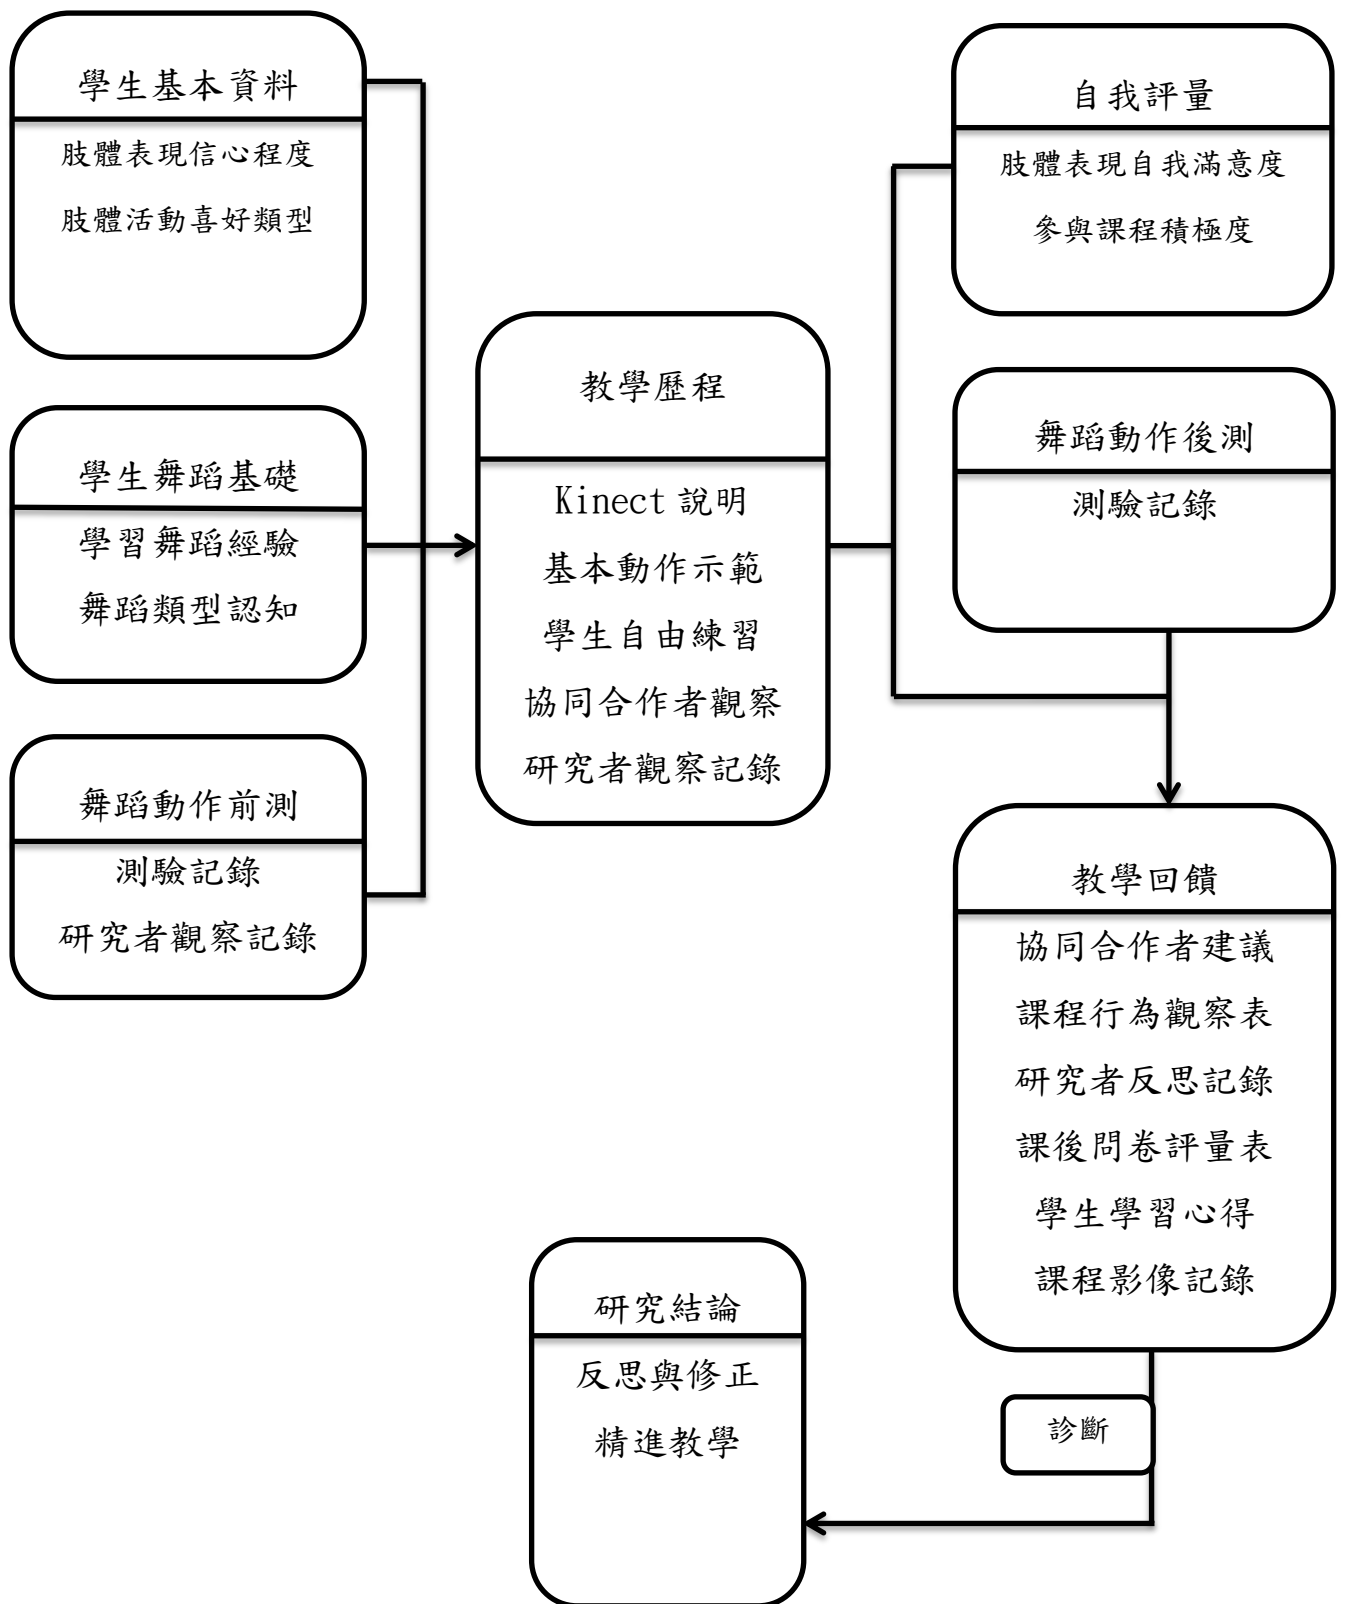 學生基本資料
肢體表現信心程度
肢體活動喜好類型
學生舞蹈基礎
學習舞蹈經驗
舞蹈類型認知
舞蹈動作前測
測驗記錄
研究者觀察記錄
教學歷程
Kinect 說明
基本動作示範
學生自由練習
協同合作者觀察
研究者觀察記錄
自我評量
肢體表現自我滿意度
參與課程積極度
舞蹈動作後測
測驗記錄
教學回饋
協同合作者建議
課程行為觀察表
研究者反思記錄
課後問卷評量表
學生學習心得
課程影像記錄
診斷
研究結論
反思與修正
精進教學